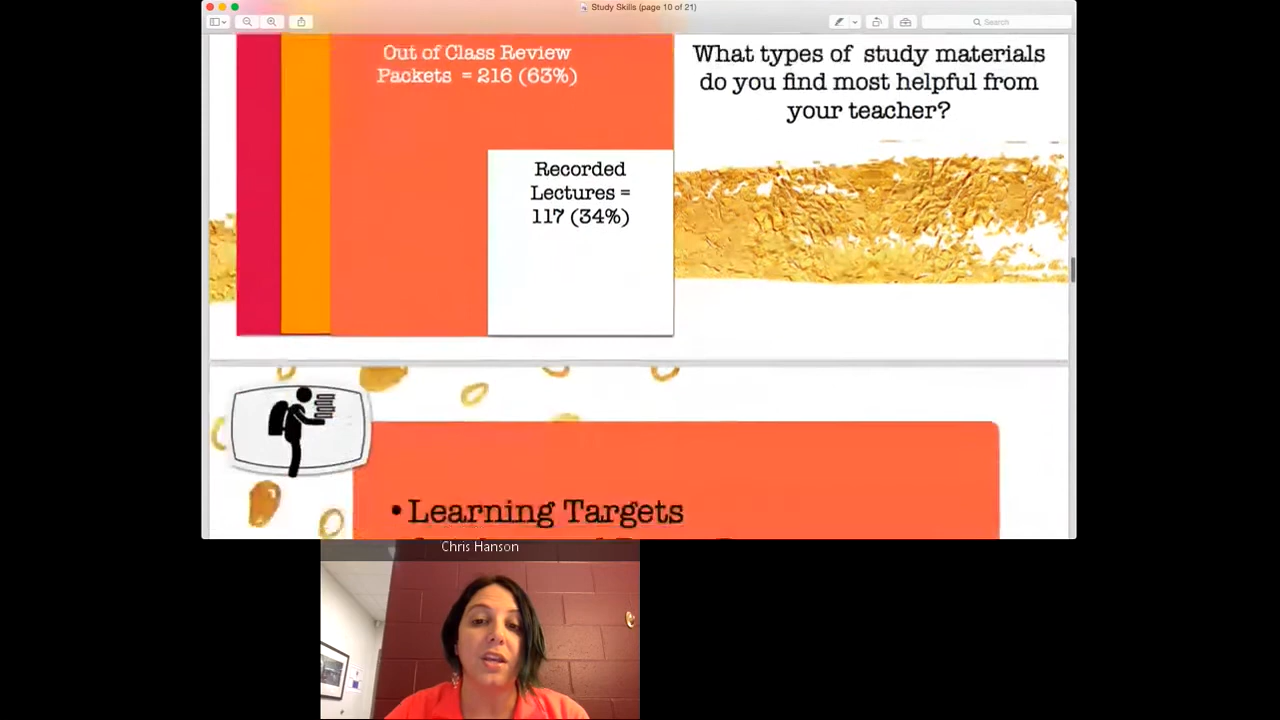 Study Skills (page 10 of 21)
Search
Out of Class Review
Packets = 216 (63%)
What types of study materials
do you find most helpful from
your teacher?
Recorded
Lectures =
117 (34%)
•Learning Targets
Chris Hanson